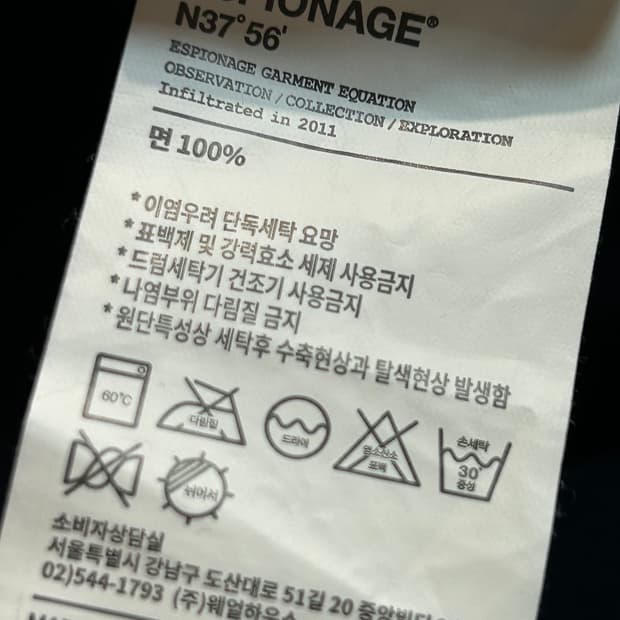 ESPIONAGE®
N37°56'
ESPIONAGE GARMENT EQUATION
OBSERVATION / COLLECTION / EXPLORATION
Infiltrated in 2011
면 100%
* 이염우려 단독세탁 요망
* 표백제 및 강력효소 세제 사용금지
* 드럼세탁기 건조기 사용금지
* 나염부위 다림질 금지
* 원단특성상 세탁후 수축현상과 탈색현상 발생함
60℃
다림질
드라이
염소산소
표백
손세탁
30°
중성
뉘어서
소비자상담실
서울특별시 강남구 도산대로 51길 20
02)544-1793 (주)웨얼하우스